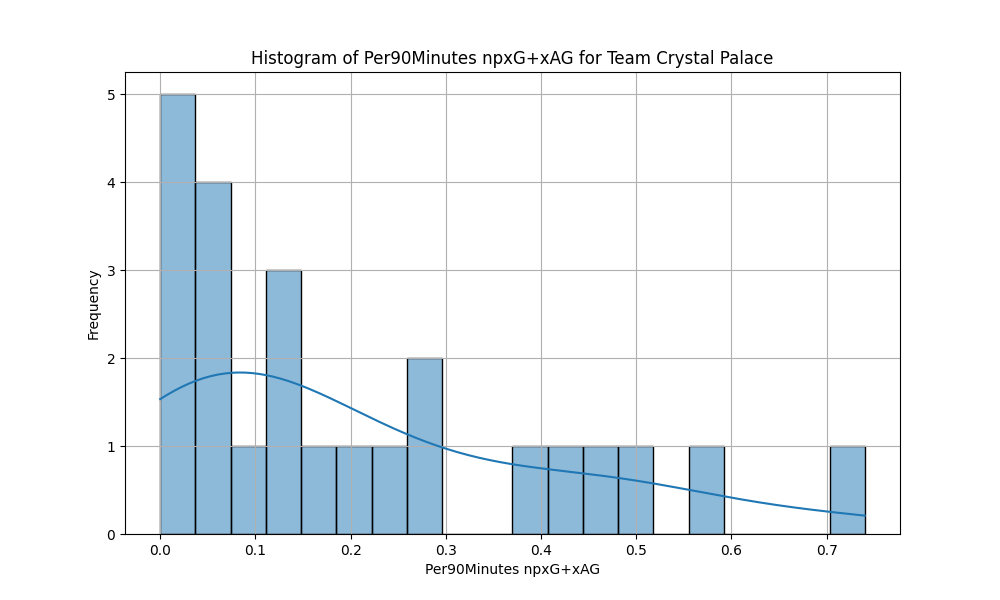 Histogram of Per90Minutes npxG+xAG for Team Crystal Palace
5
4
3
2
1
0
Frequency
0.0 0.1 0.2 0.3 0.4 0.5 0.6 0.7
Per90Minutes npxG+xAG